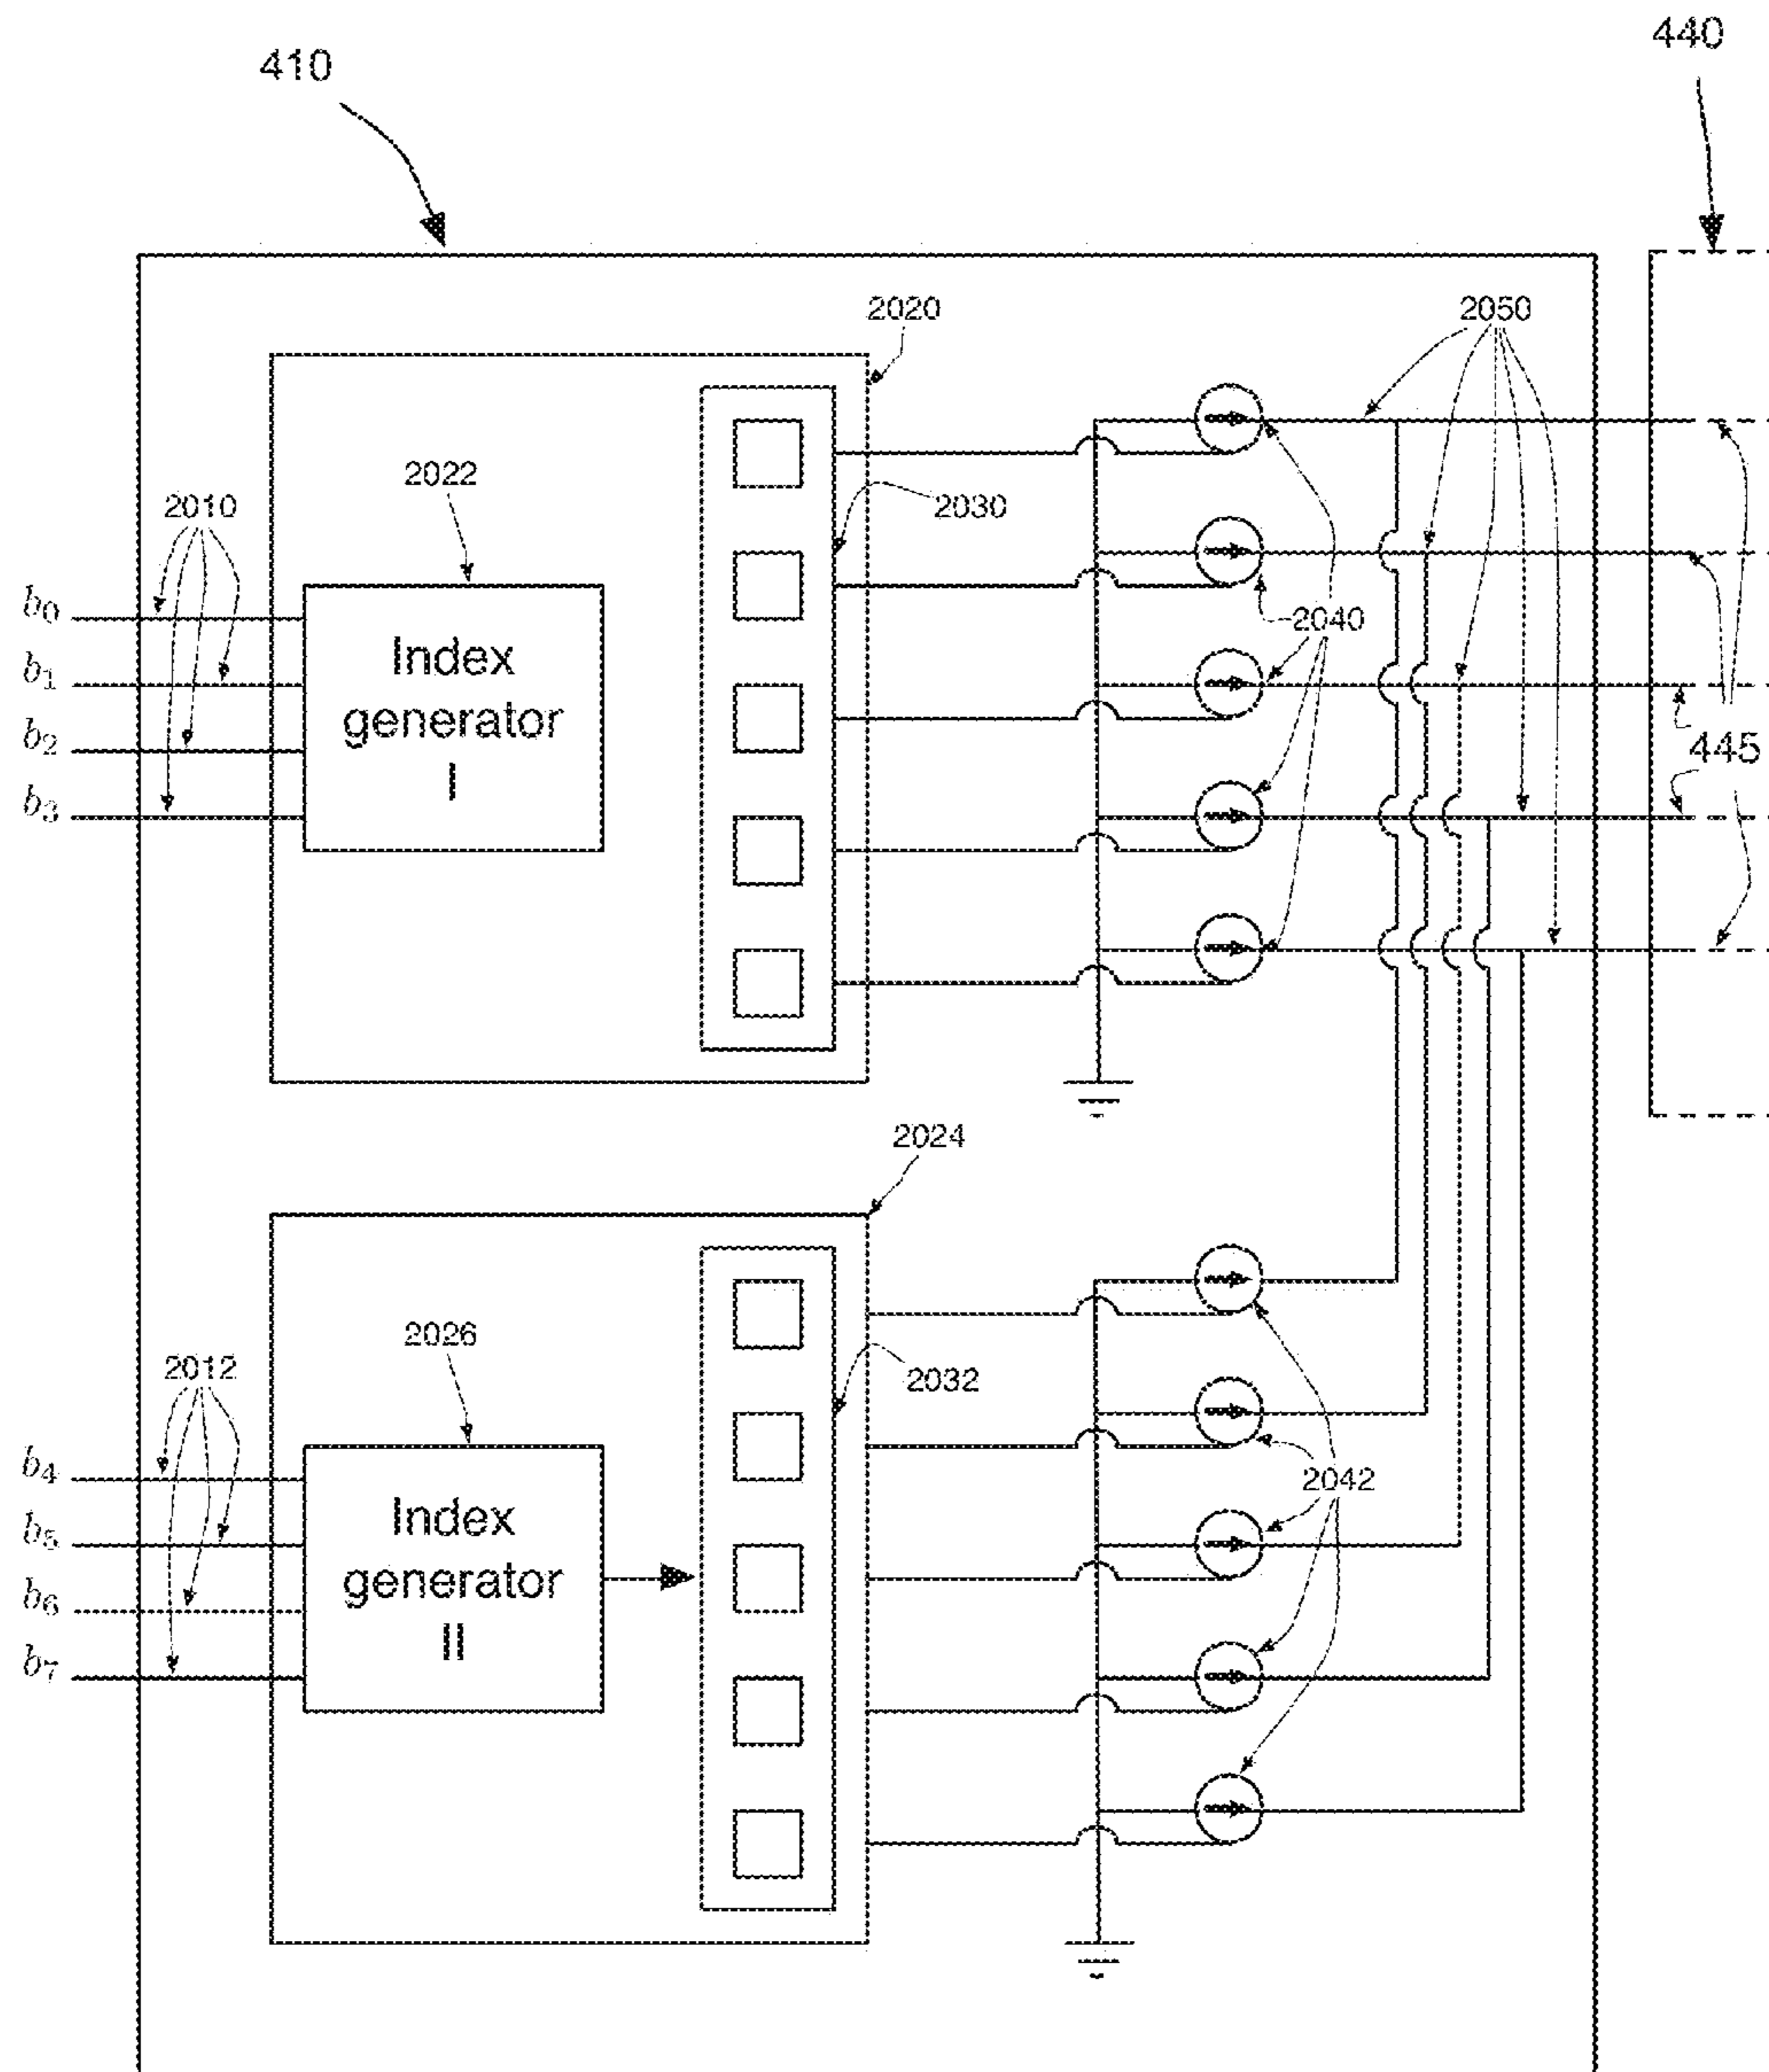 410
440
2020
2050
2022
2030
2010
b₀
b₁
b₂
b₃
Index
generator
I
2040
445
2024
2026
2032
2012
b₄
b₅
b₆
b₇
Index
generator
II
2042